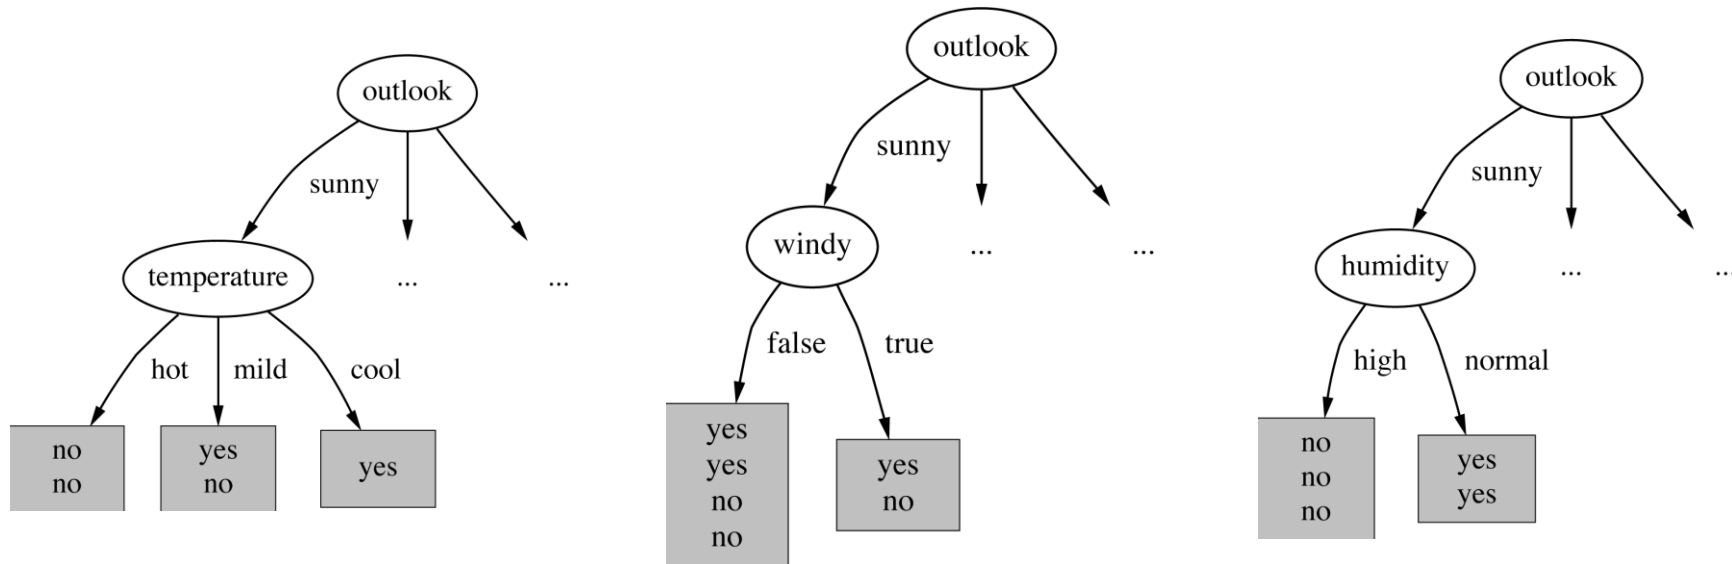 outlook
sunny
temperature
...
...
hot
mild
cool
no
no
yes
no
yes
outlook
sunny
windy
...
...
false
true
yes
yes
no
no
yes
no
outlook
sunny
humidity
...
...
high
normal
no
no
no
yes
yes